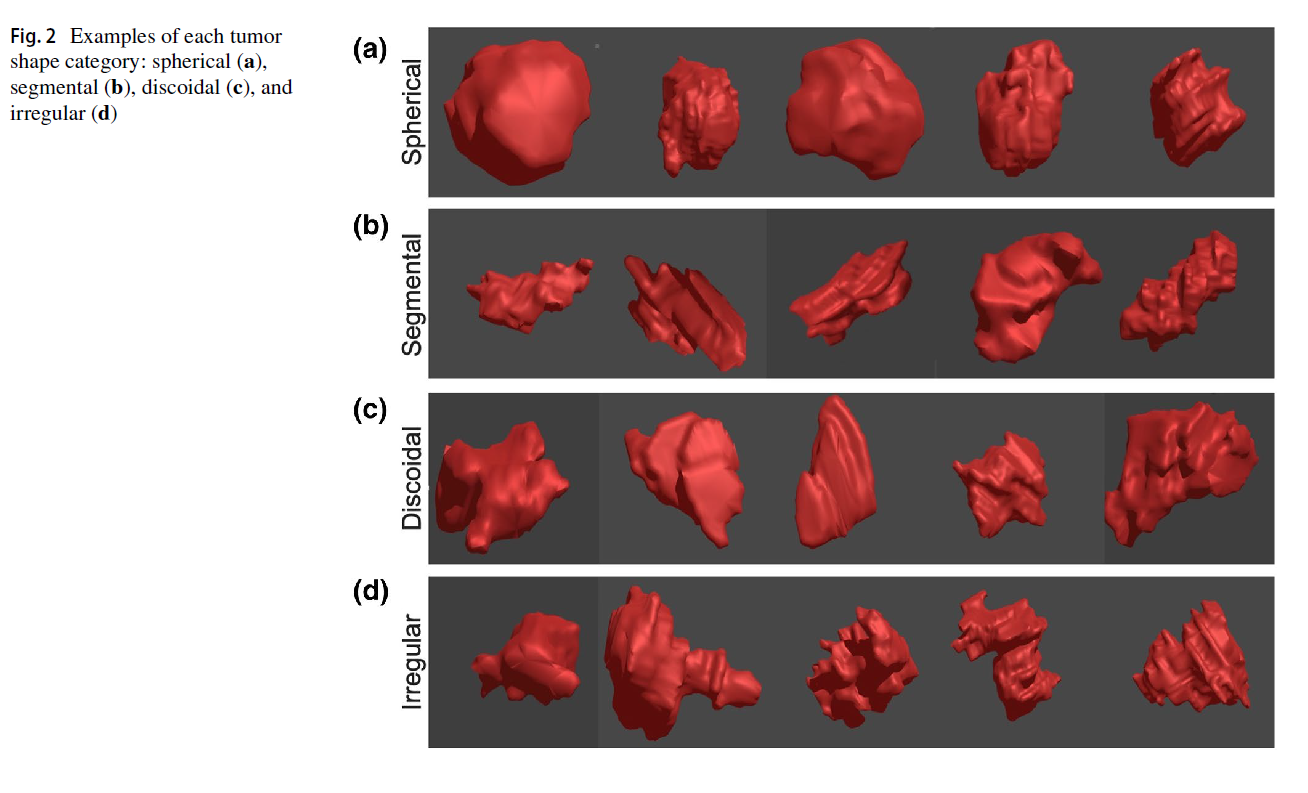 Fig. 2 Examples of each tumor
shape category: spherical (a),
segmental (b), discoidal (c), and
irregular (d)
(a)
Spherical
(b)
Segmental
(c)
Discoidal
(d)
Irregular